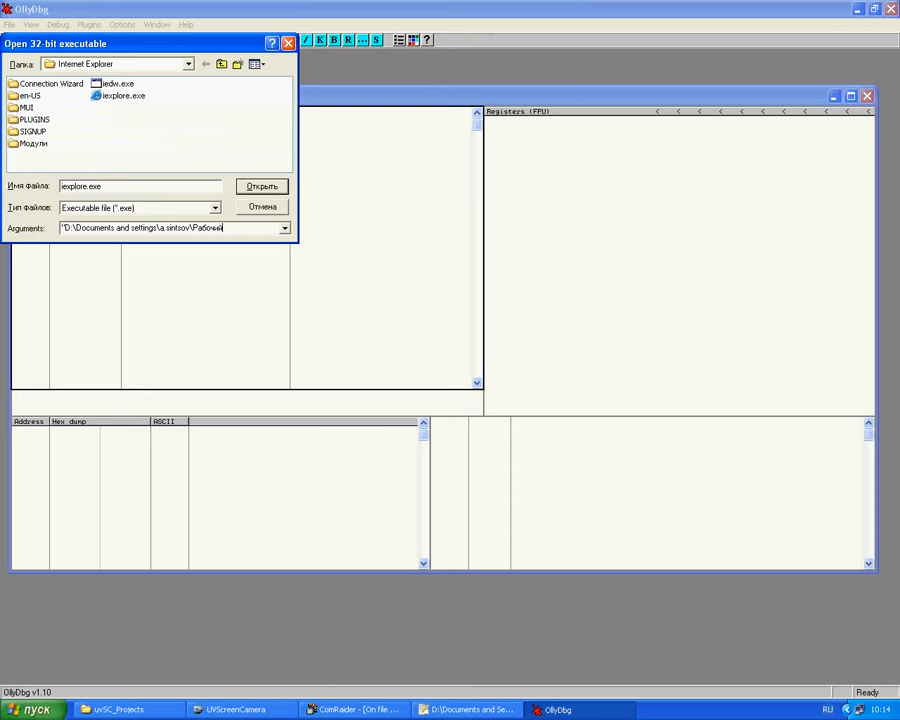 OllyDbg
File View Debug Plugins Options Window Help
Open 32-bit executable
/ K B R ... S
?
Папка: Internet Explorer
Connection Wizard
en-US
MUI
PLUGINS
SIGNUP
Модули
iedw.exe
iexplore.exe
Имя файла: iexplore.exe Открыть
Тип файлов: Executable file (*.exe) Отмена
Arguments: "D:\Documents and settings\a.sintsov\Рабочий
Registers (FPU) < < < < < < <
Address Hex dump ASCII
OllyDbg v1.10 Ready
пуск uvSC_Projects UVScreenCamera ComRaider - [On file ... D:\Documents and Se... OllyDbg RU 10:14